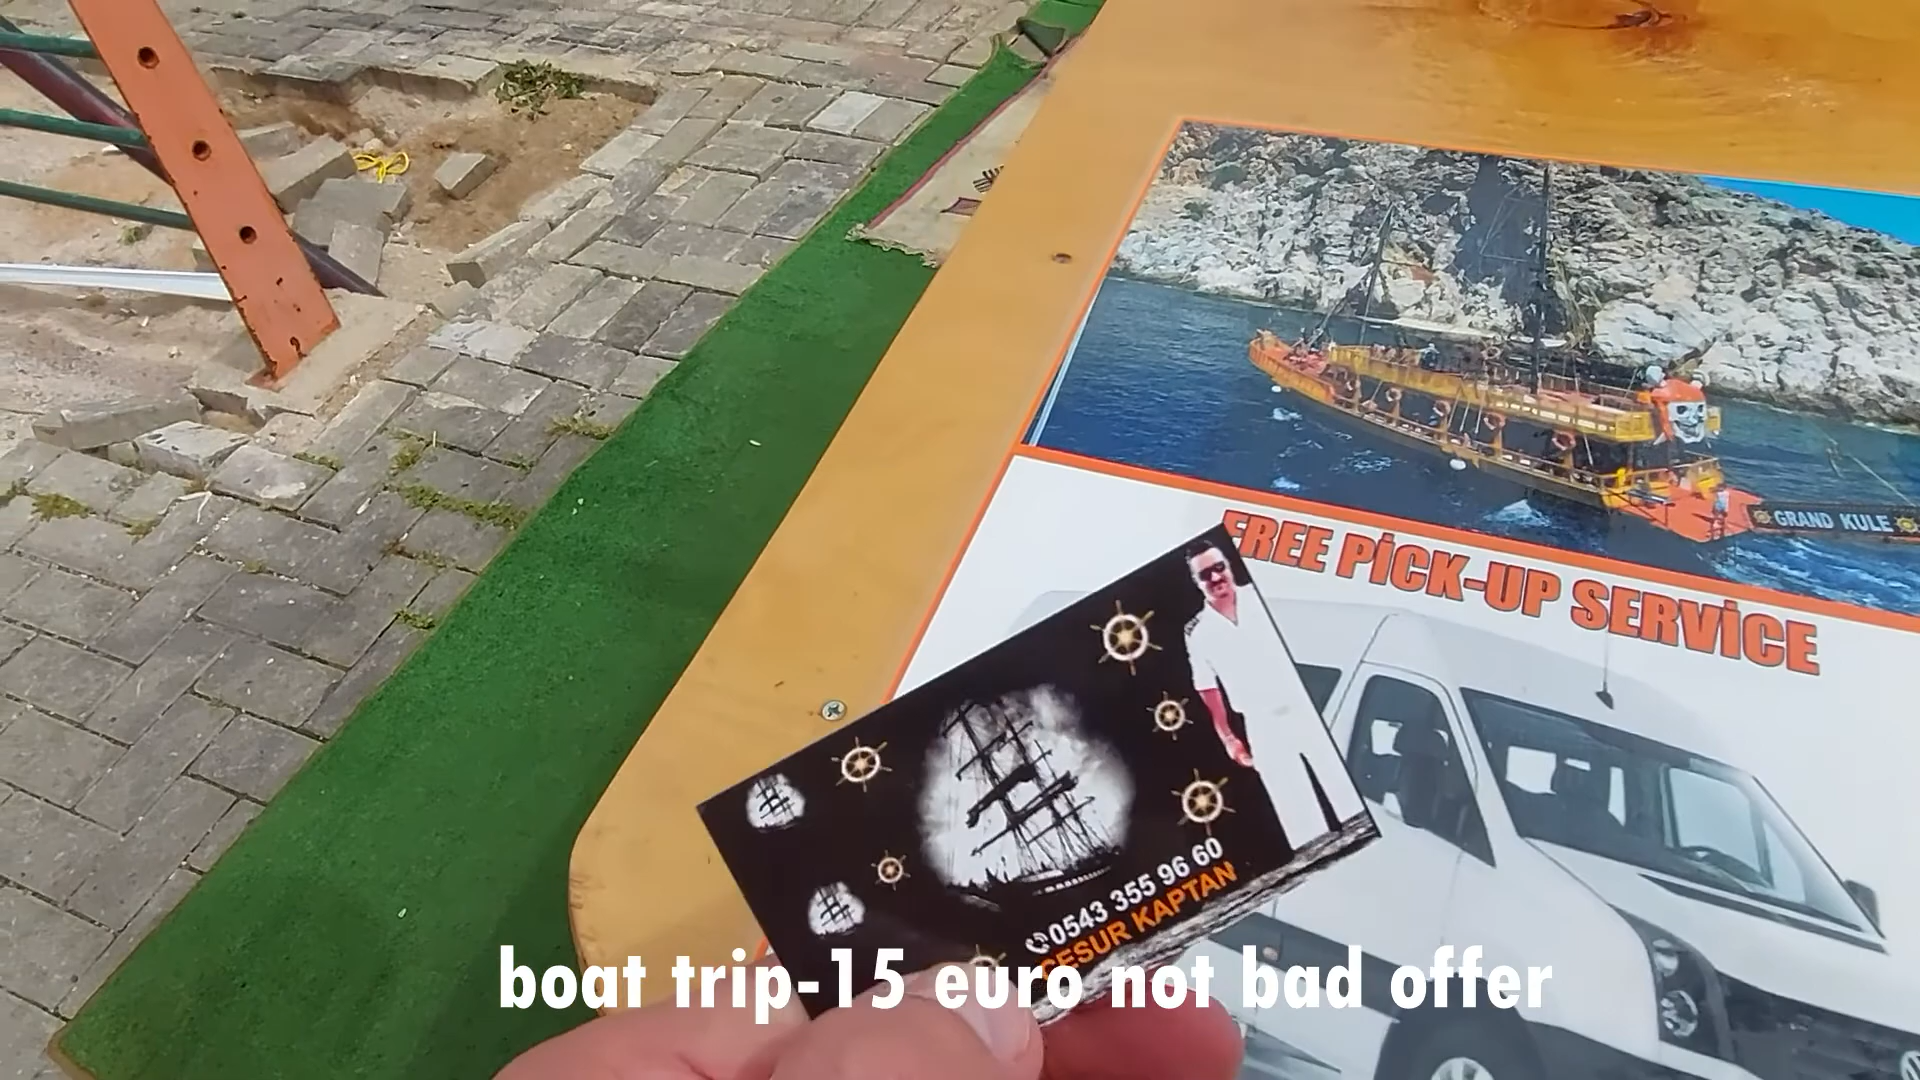 GRAND KULE
FREE PİCK-UP SERVİCE
0543 355 96 60
CESUR KAPTAN
boat trip-15 euro not bad offer